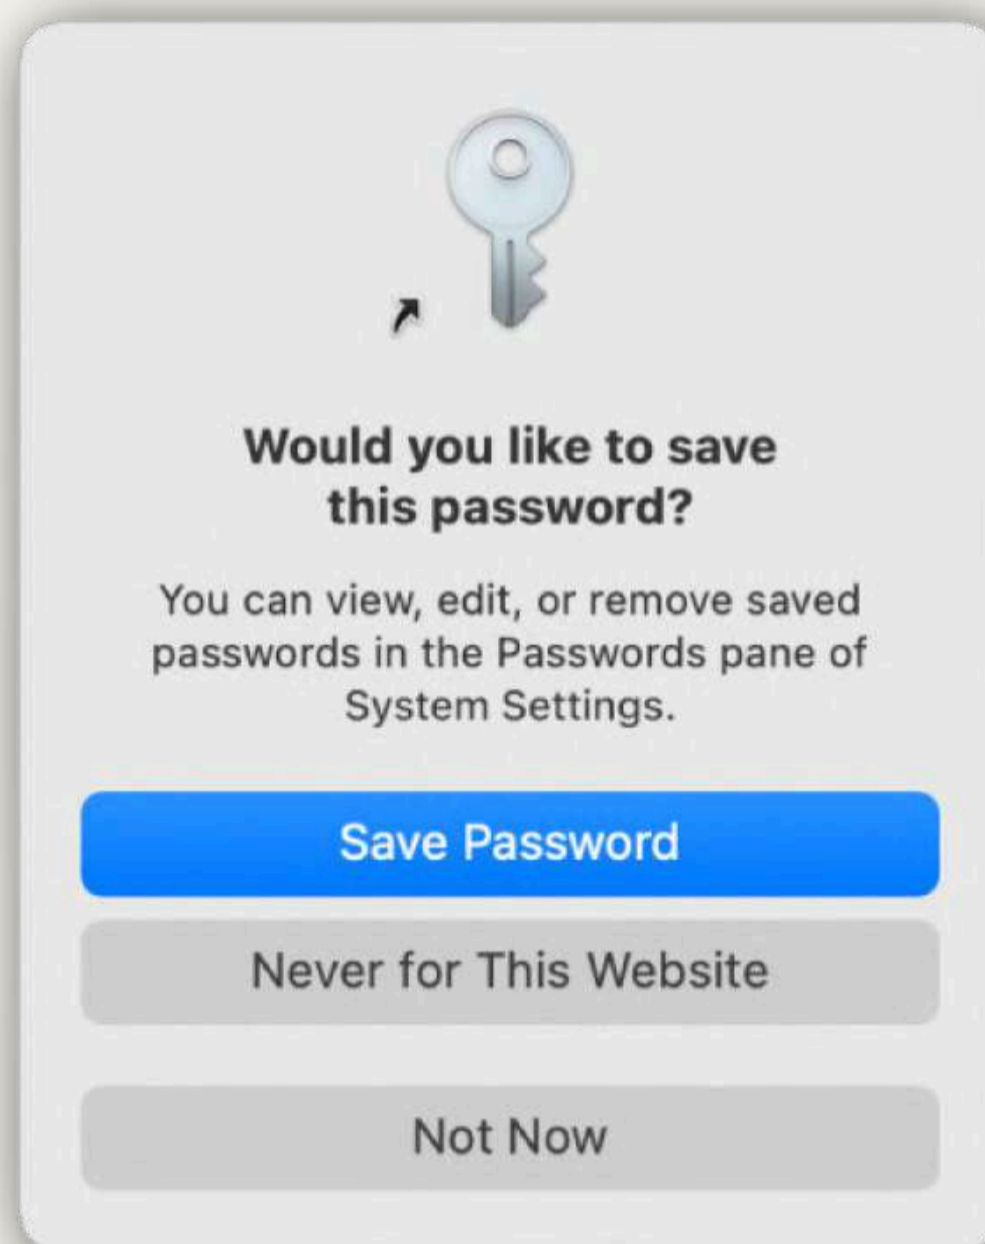 Would you like to save
this password?
You can view, edit, or remove saved
passwords in the Passwords pane of
System Settings.
Save Password
Never for This Website
Not Now